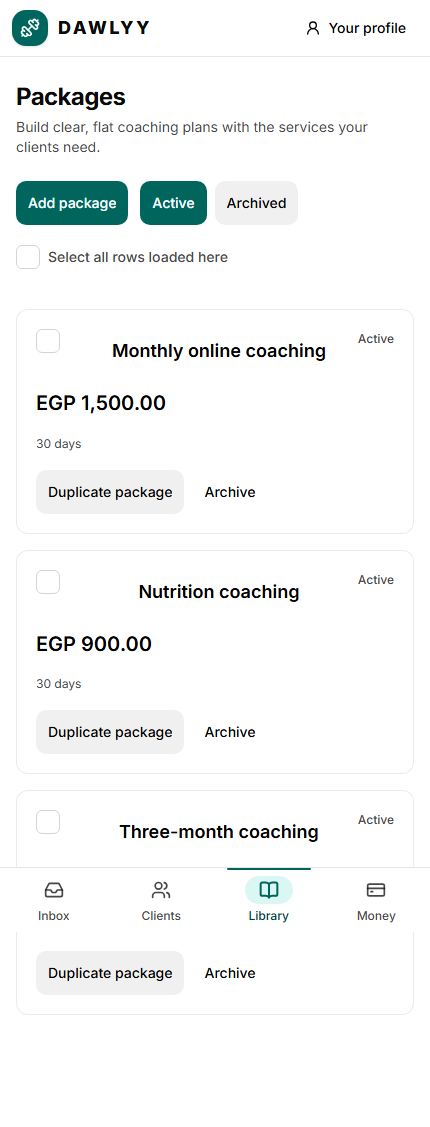 DAWLYY
Your profile
Packages
Build clear, flat coaching plans with the services your
clients need.
Add package
Active
Archived
Select all rows loaded here
Monthly online coaching
Active
EGP 1,500.00
30 days
Duplicate package
Archive
Nutrition coaching
Active
EGP 900.00
30 days
Duplicate package
Archive
Three-month coaching
Active
Inbox
Clients
Library
Money
Duplicate package
Archive